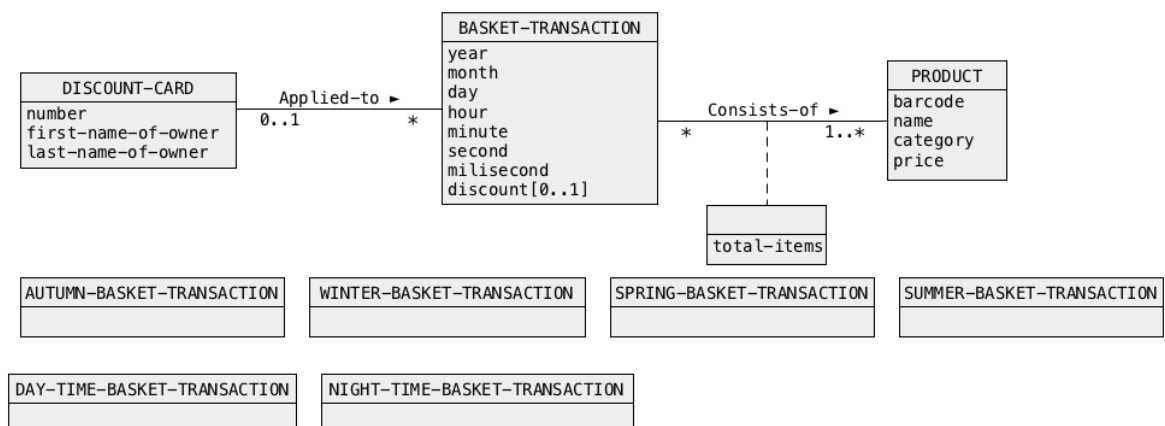 BASKET-TRANSACTION
year
month
day
hour
minute
second
milisecond
discount[0..1]
DISCOUNT-CARD
number
first-name-of-owner
last-name-of-owner
Applied-to ►
0..1
*
PRODUCT
barcode
name
category
price
Consists-of ►
*
1..*
total-items
AUTUMN-BASKET-TRANSACTION
WINTER-BASKET-TRANSACTION
SPRING-BASKET-TRANSACTION
SUMMER-BASKET-TRANSACTION
DAY-TIME-BASKET-TRANSACTION
NIGHT-TIME-BASKET-TRANSACTION